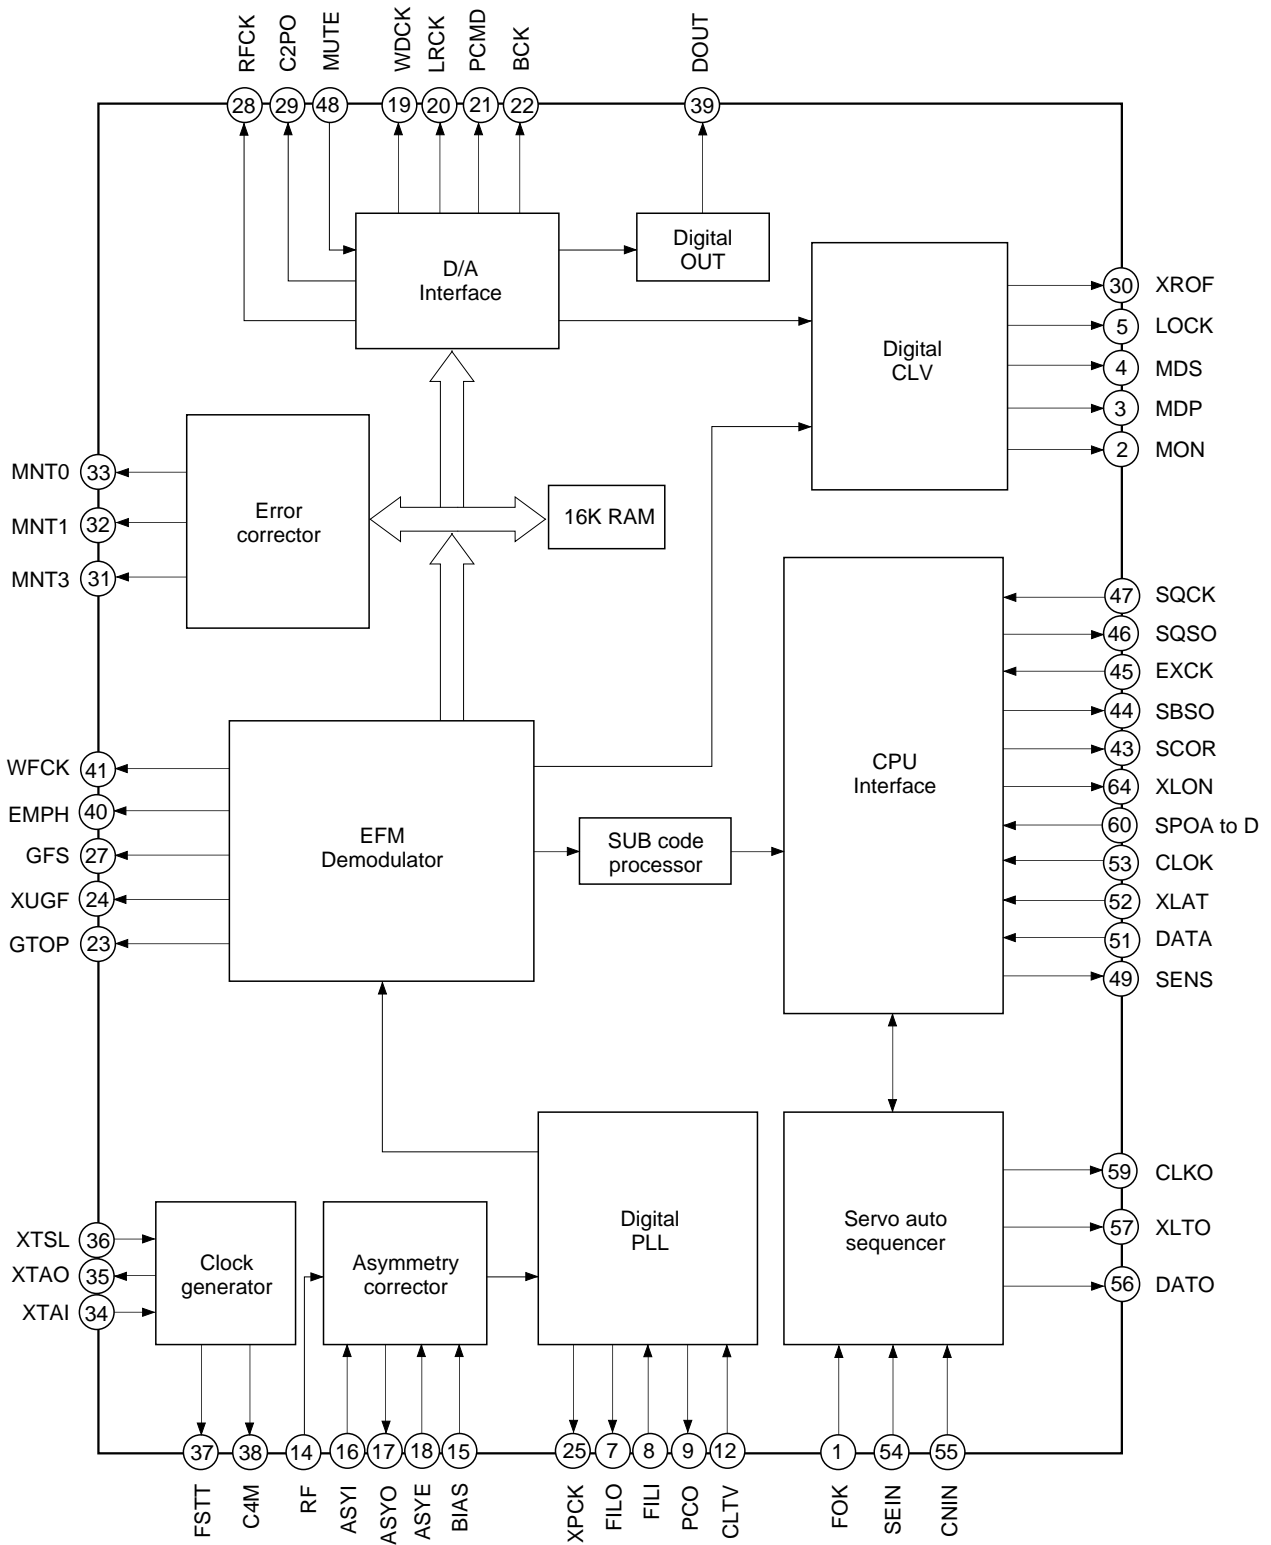 RFCK
C2PO
MUTE
WDCK
LRCK
PCMD
BCK
DOUT
28
29
48
19
20
21
22
39
D/A
Interface
Digital
OUT
Digital
CLV
30 XROF
5 LOCK
4 MDS
3 MDP
2 MON
MNT0 33
MNT1 32
MNT3 31
Error
corrector
16K RAM
CPU
Interface
47 SQCK
46 SQSO
45 EXCK
44 SBSO
43 SCOR
64 XLON
60 SPOA to D
53 CLOK
52 XLAT
51 DATA
49 SENS
WFCK 41
EMPH 40
GFS 27
XUGF 24
GTOP 23
EFM
Demodulator
SUB code
processor
XTSL 36
XTAO 35
XTAI 34
Clock
generator
Asymmetry
corrector
Digital
PLL
Servo auto
sequencer
59 CLKO
57 XLTO
56 DATO
37
38
14
16
17
18
15
25
7
8
9
12
1
54
55
FSTT
C4M
RF
ASYI
ASYO
ASYE
BIAS
XPCK
FILO
FILI
PCO
CLTV
FOK
SEIN
CNIN